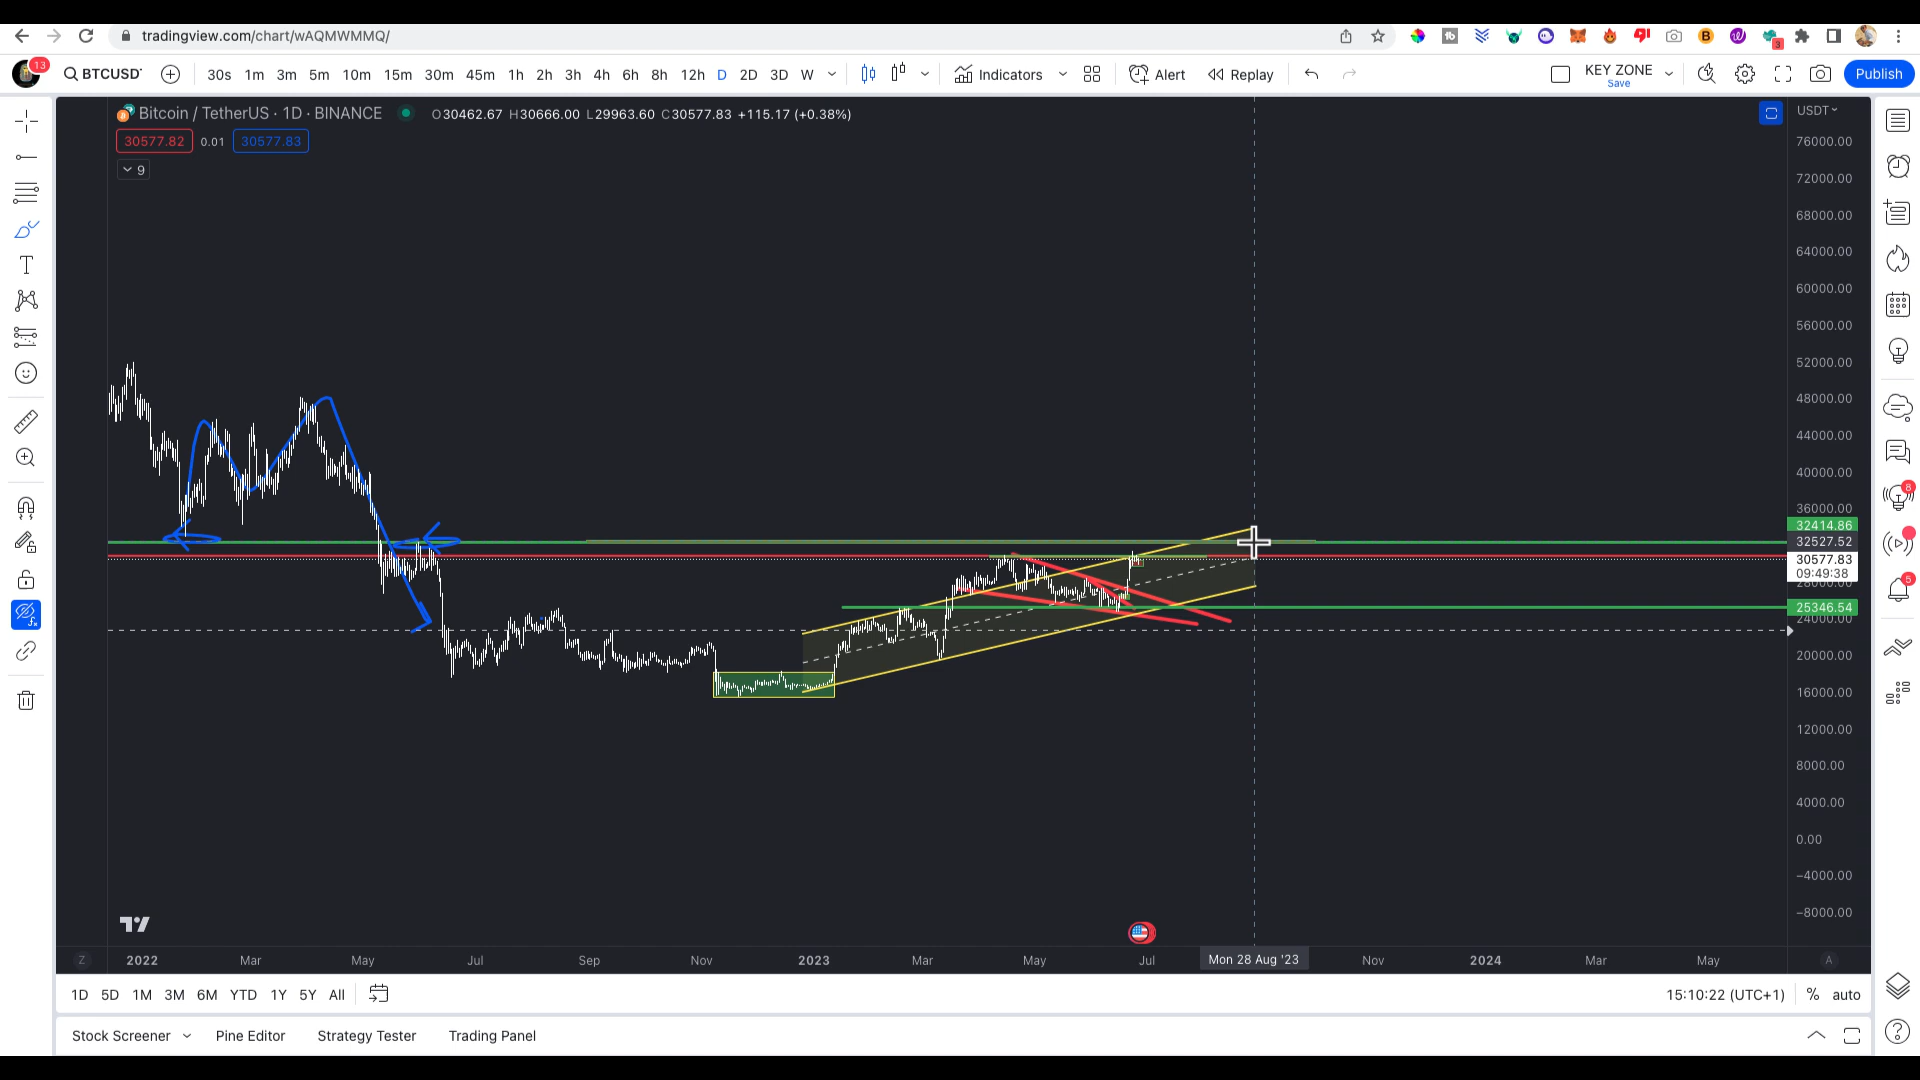 tradingview.com/chart/wAQMWMMQ/
3
13
BTCUSD
30s 1m 3m 5m 10m 15m 30m 45m 1h 2h 3h 4h 6h 8h 12h D 2D 3D W
Indicators
Alert
Replay
KEY ZONE
Save
Publish
Bitcoin / TetherUS · 1D · BINANCE
O30462.67 H30666.00 L29963.60 C30577.83 +115.17 (+0.38%)
USDT
30577.82 0.01 30577.83
9
76000.00
72000.00
68000.00
64000.00
60000.00
56000.00
52000.00
48000.00
44000.00
40000.00
36000.00
32414.86
32527.52
30577.83
09:49:38
25346.54
24000.00
20000.00
16000.00
12000.00
8000.00
4000.00
0.00
−4000.00
−8000.00
8
5
Z 2022 Mar May Jul Sep Nov 2023 Mar May Jul Mon 28 Aug '23 Nov 2024 Mar May A
1D 5D 1M 3M 6M YTD 1Y 5Y All
15:10:22 (UTC+1) % auto
Stock Screener Pine Editor Strategy Tester Trading Panel